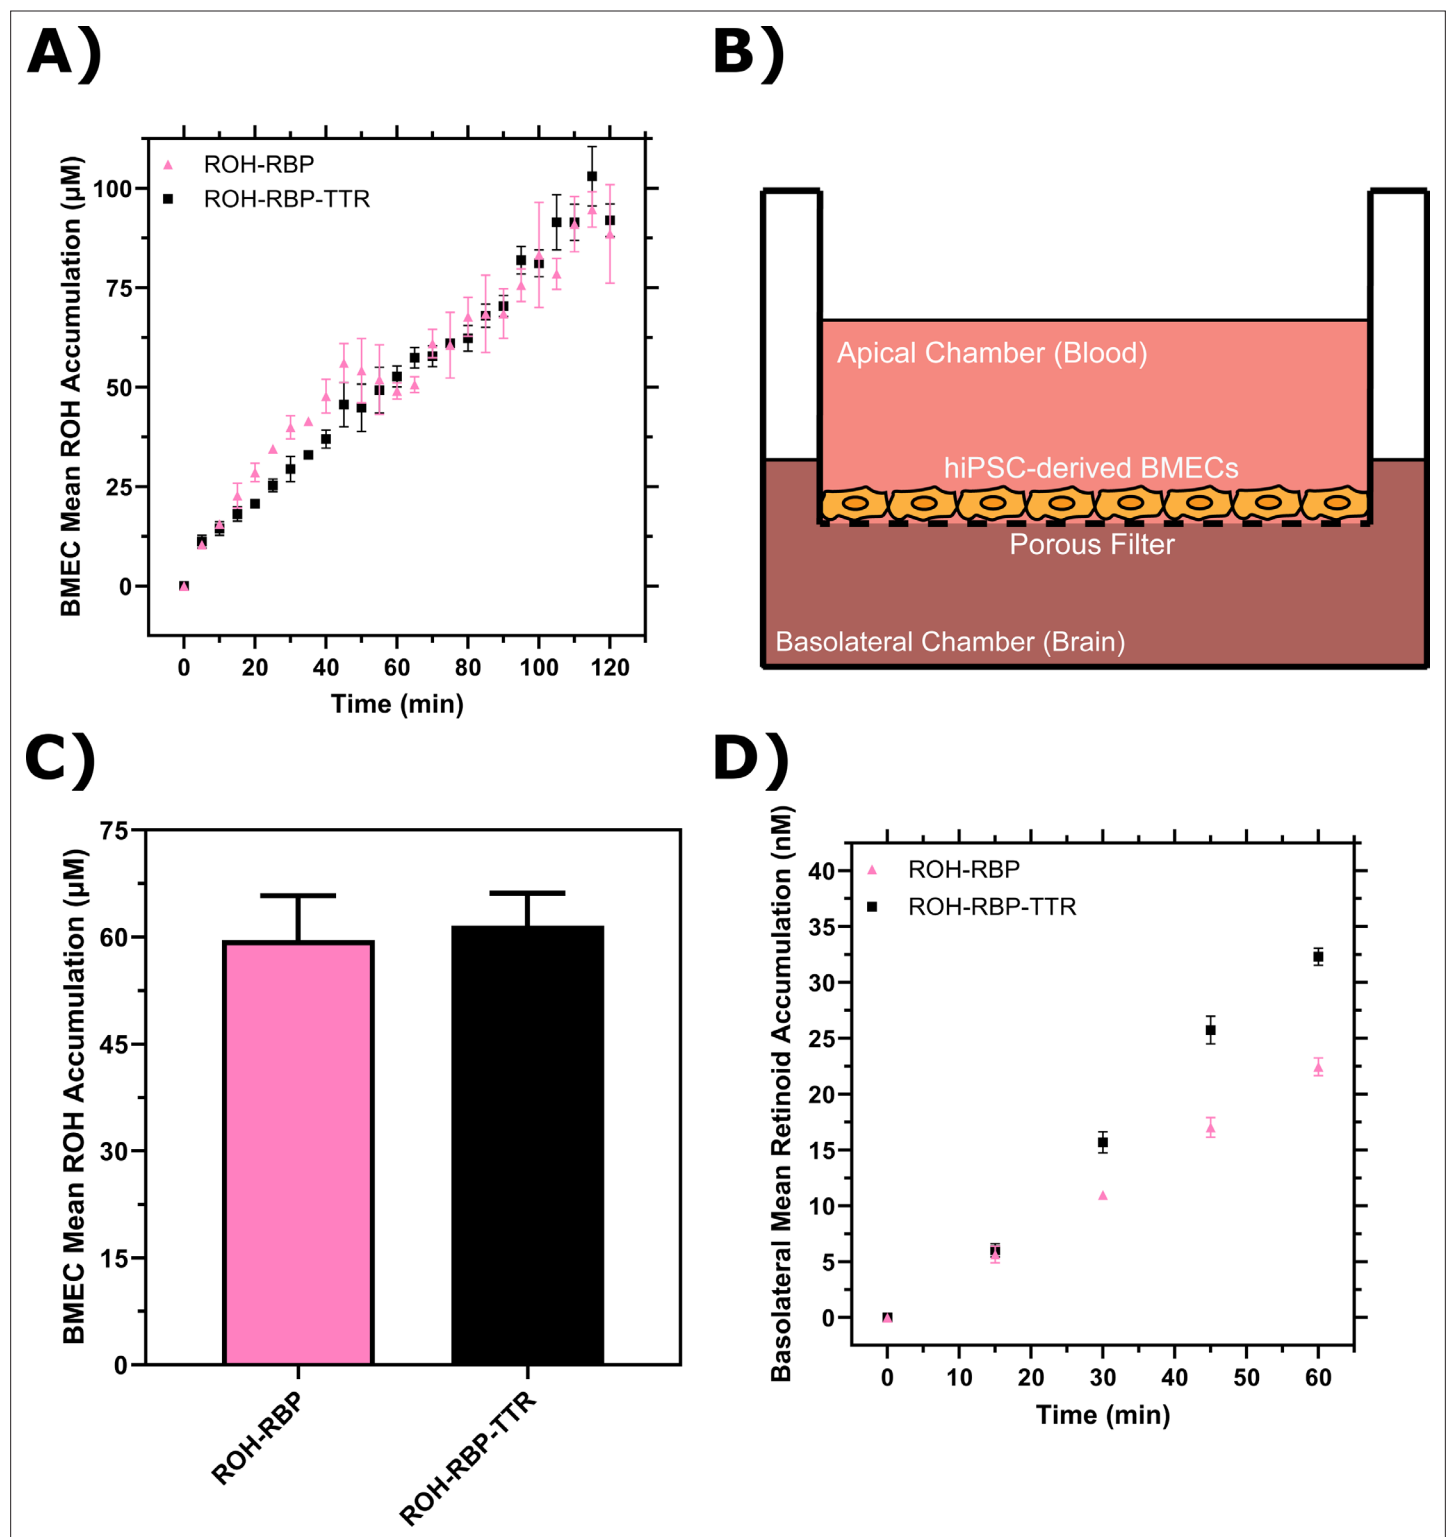 A)
BMEC Mean ROH Accumulation (µM)
ROH-RBP
ROH-RBP-TTR
100
75
50
25
0
0 20 40 60 80 100 120
Time (min)
B)
Apical Chamber (Blood)
hiPSC-derived BMECs
Porous Filter
Basolateral Chamber (Brain)
C)
BMEC Mean ROH Accumulation (µM)
75
60
45
30
15
0
ROH-RBP
ROH-RBP-TTR
D)
Basolateral Mean Retinoid Accumulation (nM)
ROH-RBP
ROH-RBP-TTR
40
35
30
25
20
15
10
5
0
0 10 20 30 40 50 60
Time (min)